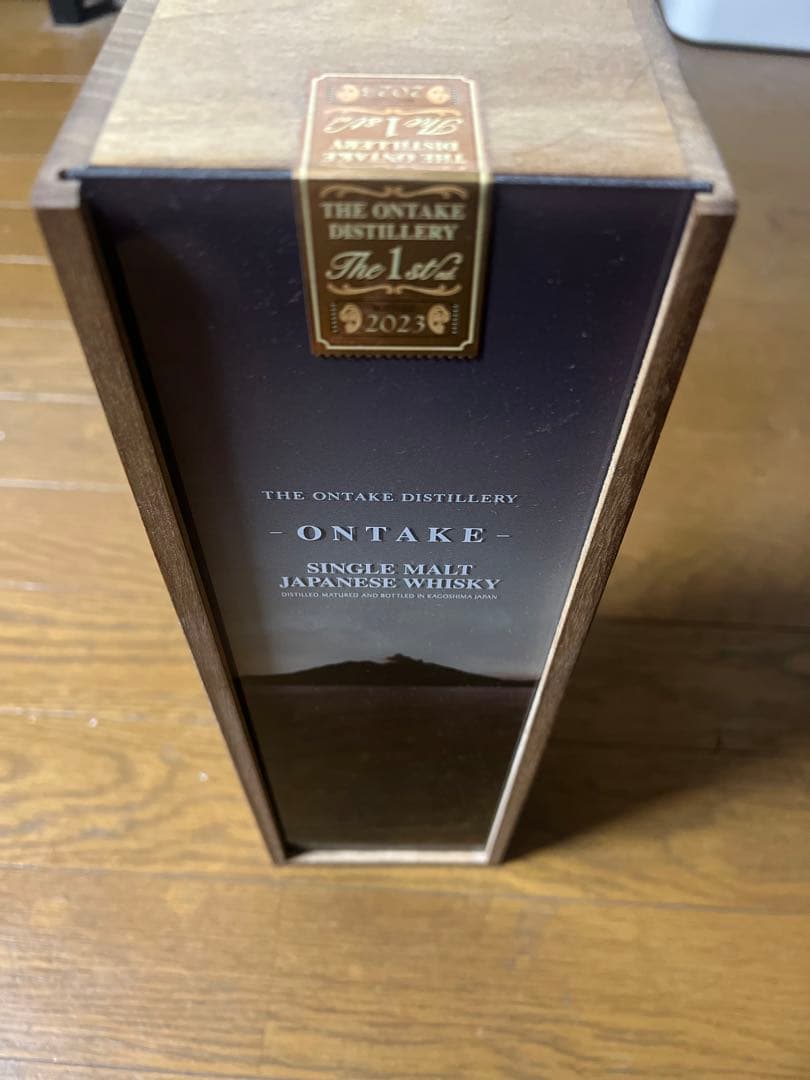 2023
The 1st
THE ONTAKE
DISTILLERY
THE ONTAKE
DISTILLERY
The 1st
2023
THE ONTAKE DISTILLERY
- ONTAKE -
SINGLE MALT
JAPANESE WHISKY
DISTILLED MATURED AND BOTTLED IN KAGOSHIMA JAPAN